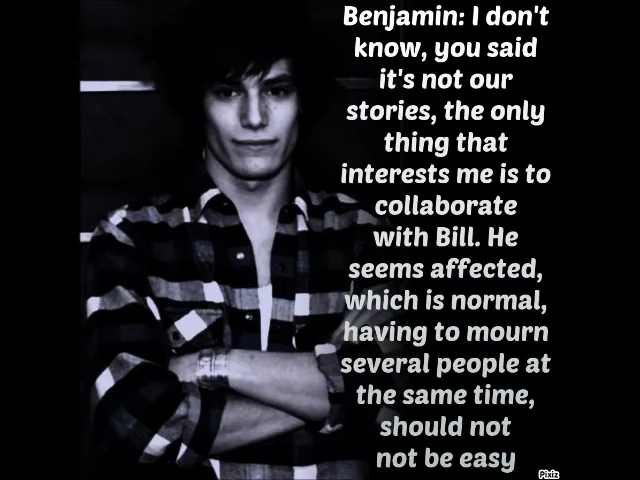 Benjamin: I don't
know, you said
it's not our
stories, the only
thing that
interests me is to
collaborate
with Bill. He
seems affected,
which is normal,
having to mourn
several people at
the same time,
should not
not be easy
Pixiz